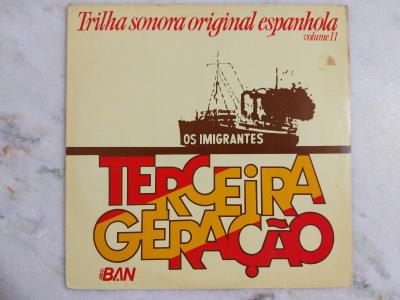 Trilha sonora original espanhola
volume II
OS IMIGRANTES
TERCEIRA
GERAÇÃO
BAN